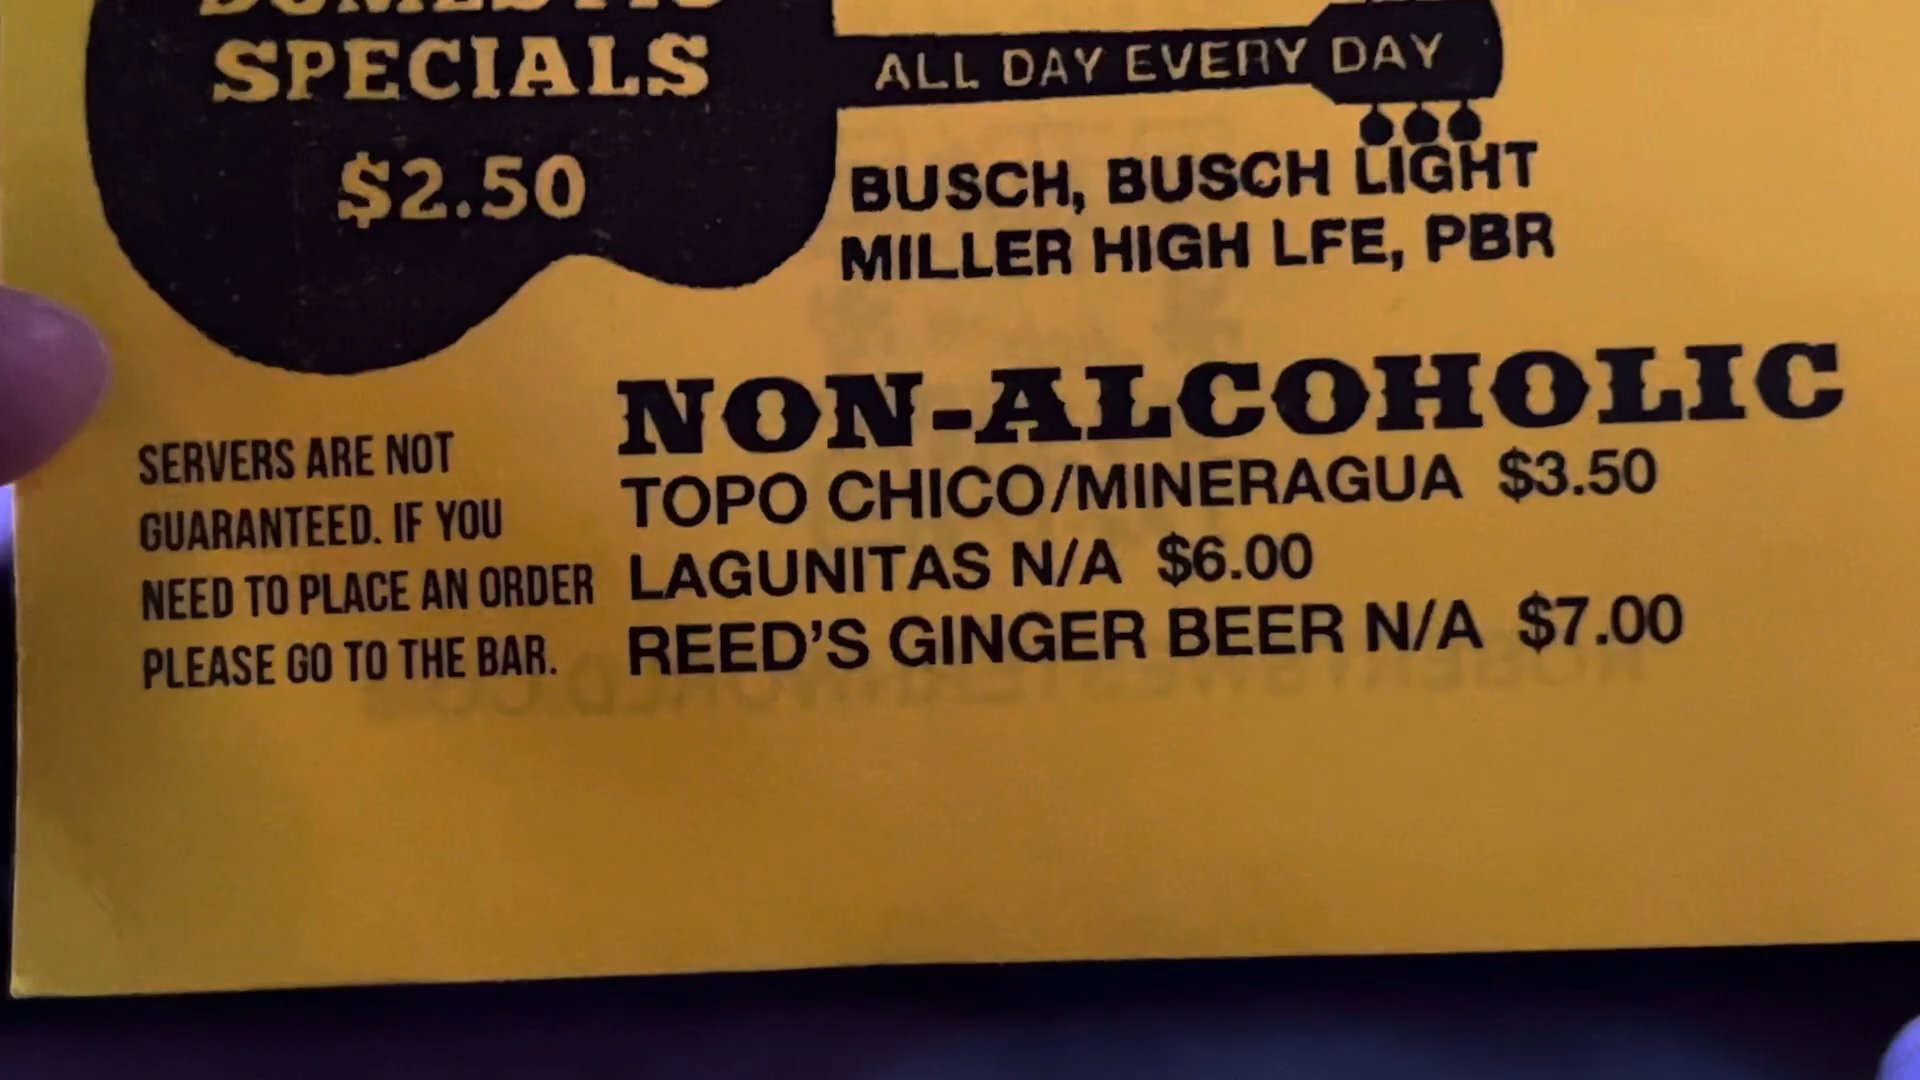 DOMESTIC
SPECIALS
$2.50
ALL DAY EVERY DAY
BUSCH, BUSCH LIGHT
MILLER HIGH LFE, PBR
SERVERS ARE NOT
GUARANTEED. IF YOU
NEED TO PLACE AN ORDER
PLEASE GO TO THE BAR.
NON-ALCOHOLIC
TOPO CHICO/MINERAGUA $3.50
LAGUNITAS N/A $6.00
REED'S GINGER BEER N/A $7.00